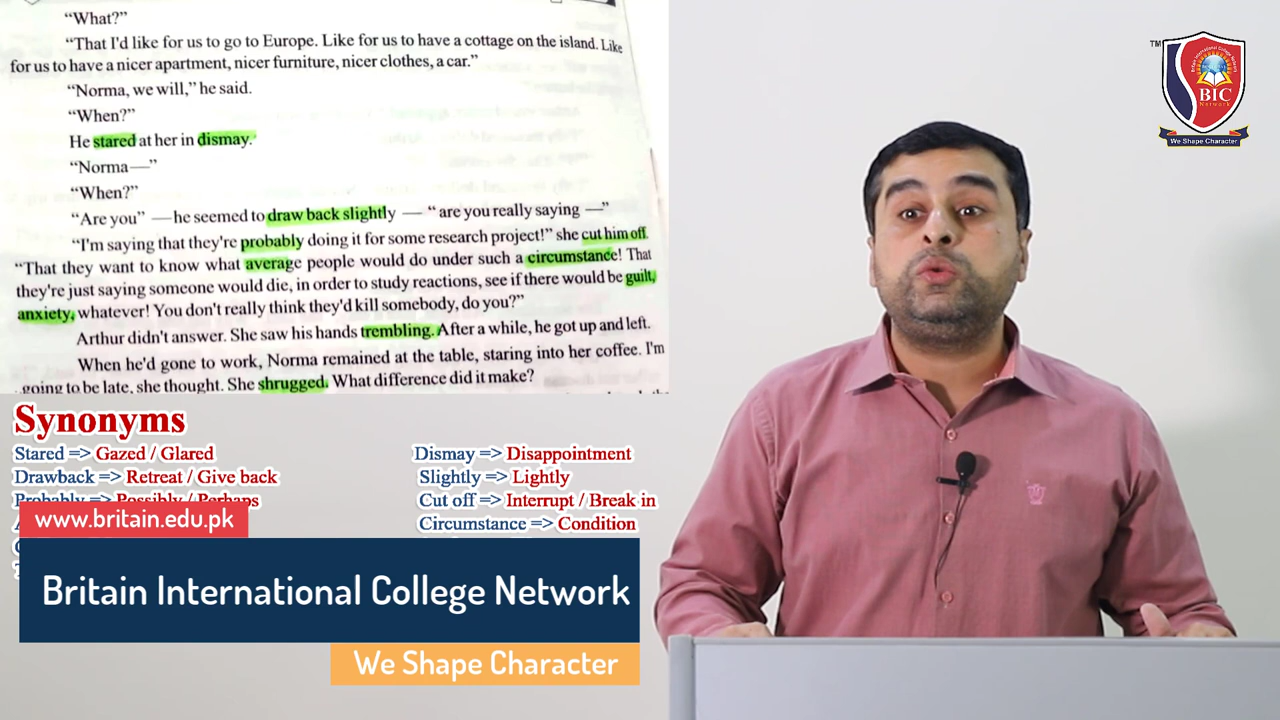 “What?”
“That I'd like for us to go to Europe. Like for us to have a cottage on the island. Like
for us to have a nicer apartment, nicer furniture, nicer clothes, a car.”
“Norma, we will,” he said.
“When?”
He stared at her in dismay.
“Norma—”
“When?”
“Are you” —he seemed to draw back slightly — “ are you really saying —”
“I'm saying that they're probably doing it for some research project!” she cut him off.
“That they want to know what average people would do under such a circumstance! That
they're just saying someone would die, in order to study reactions, see if there would be guilt,
anxiety, whatever! You don't really think they'd kill somebody, do you?”
Arthur didn't answer. She saw his hands trembling. After a while, he got up and left.
When he'd gone to work, Norma remained at the table, staring into her coffee. I'm
going to be late, she thought. She shrugged. What difference did it make?
Synonyms
Stared => Gazed / Glared
Dismay => Disappointment
Drawback => Retreat / Give back
Slightly => Lightly
Probably => Possibly / Perhaps
Cut off => Interrupt / Break in
Circumstance => Condition
www.britain.edu.pk
Britain International College Network
We Shape Character
TM
Britain International College Network
BIC
Network
We Shape Character